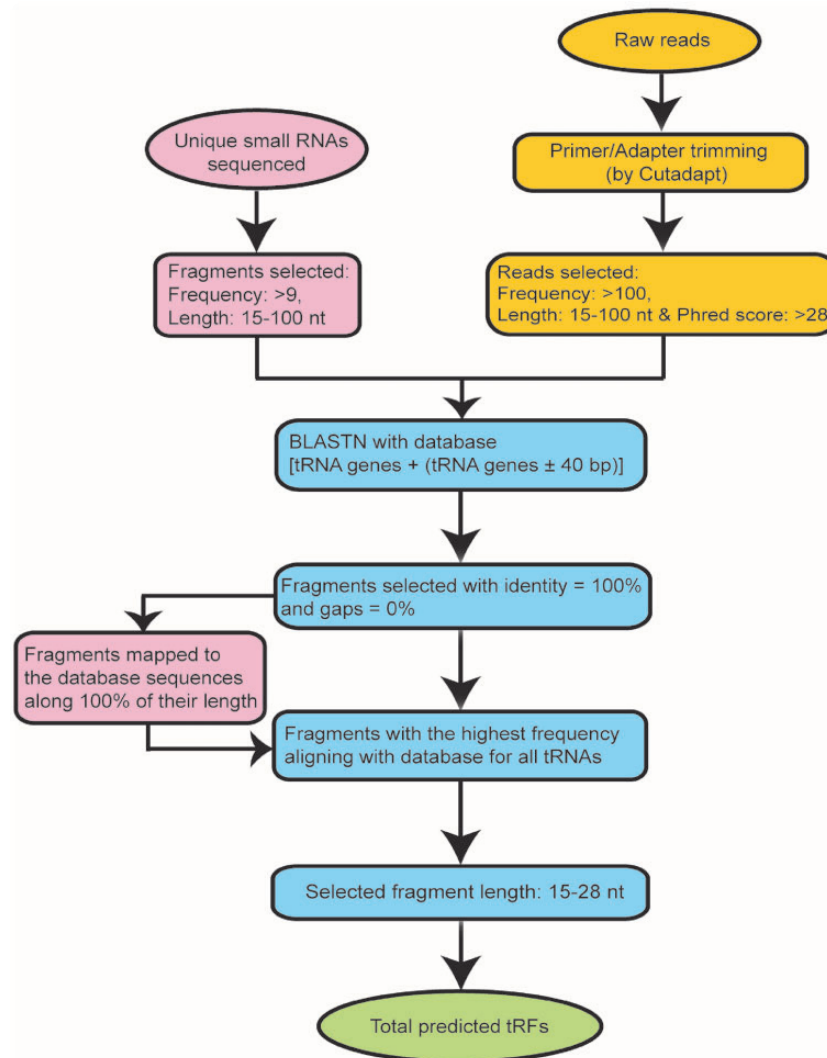 Raw reads
Unique small RNAs
sequenced
Primer/Adapter trimming
(by Cutadapt)
Fragments selected:
Frequency: >9,
Length: 15-100 nt
Reads selected:
Frequency: >100,
Length: 15-100 nt & Phred score: >28
BLASTN with database
[tRNA genes + (tRNA genes ± 40 bp)]
Fragments selected with identity = 100%
and gaps = 0%
Fragments mapped to
the database sequences
along 100% of their length
Fragments with the highest frequency
aligning with database for all tRNAs
Selected fragment length: 15-28 nt
Total predicted tRFs